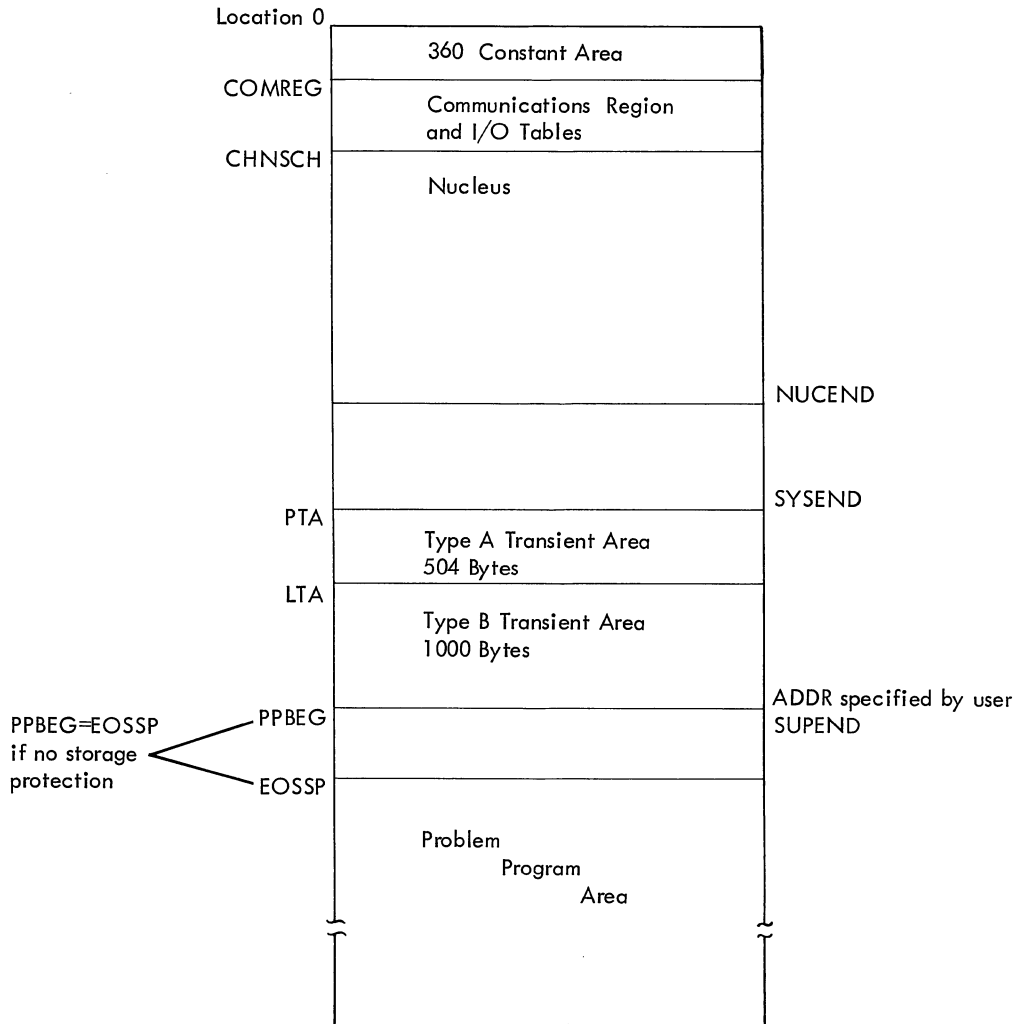 Location 0
360 Constant Area
COMREG
Communications Region
and I/O Tables
CHNSCH
Nucleus
NUCEND
SYSEND
PTA
Type A Transient Area
504 Bytes
LTA
Type B Transient Area
1000 Bytes
ADDR specified by user
SUPEND
PPBEG
PPBEG=EOSSP
if no storage
protection
EOSSP
Problem
Program
Area